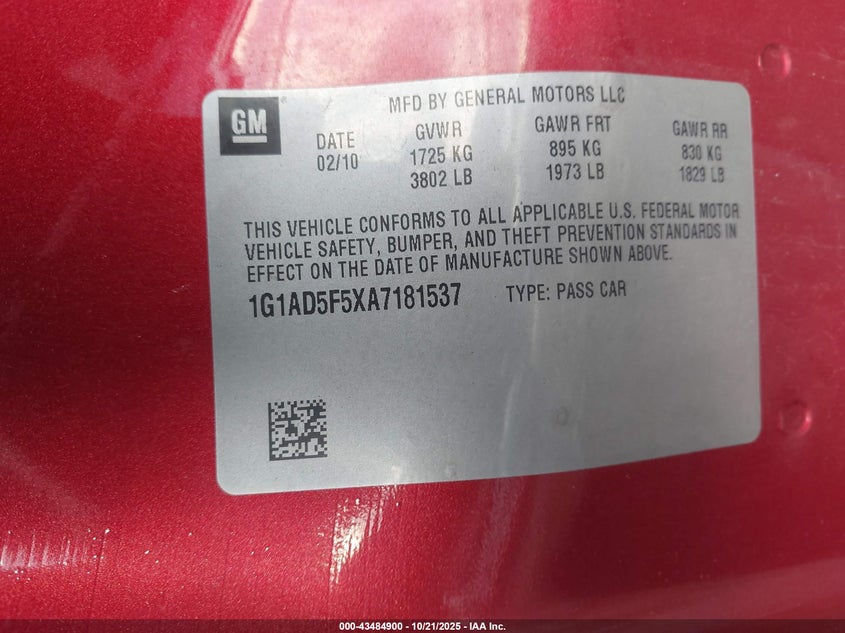 MFD BY GENERAL MOTORS LLC
GM
DATE GVWR GAWR FRT GAWR RR
02/10 1725 KG 895 KG 830 KG
3802 LB 1973 LB 1829 LB
THIS VEHICLE CONFORMS TO ALL APPLICABLE U.S. FEDERAL MOTOR
VEHICLE SAFETY, BUMPER, AND THEFT PREVENTION STANDARDS IN
EFFECT ON THE DATE OF MANUFACTURE SHOWN ABOVE.
1G1AD5F5XA7181537 TYPE: PASS CAR
000-43484900 - 10/21/2025 - IAA Inc.